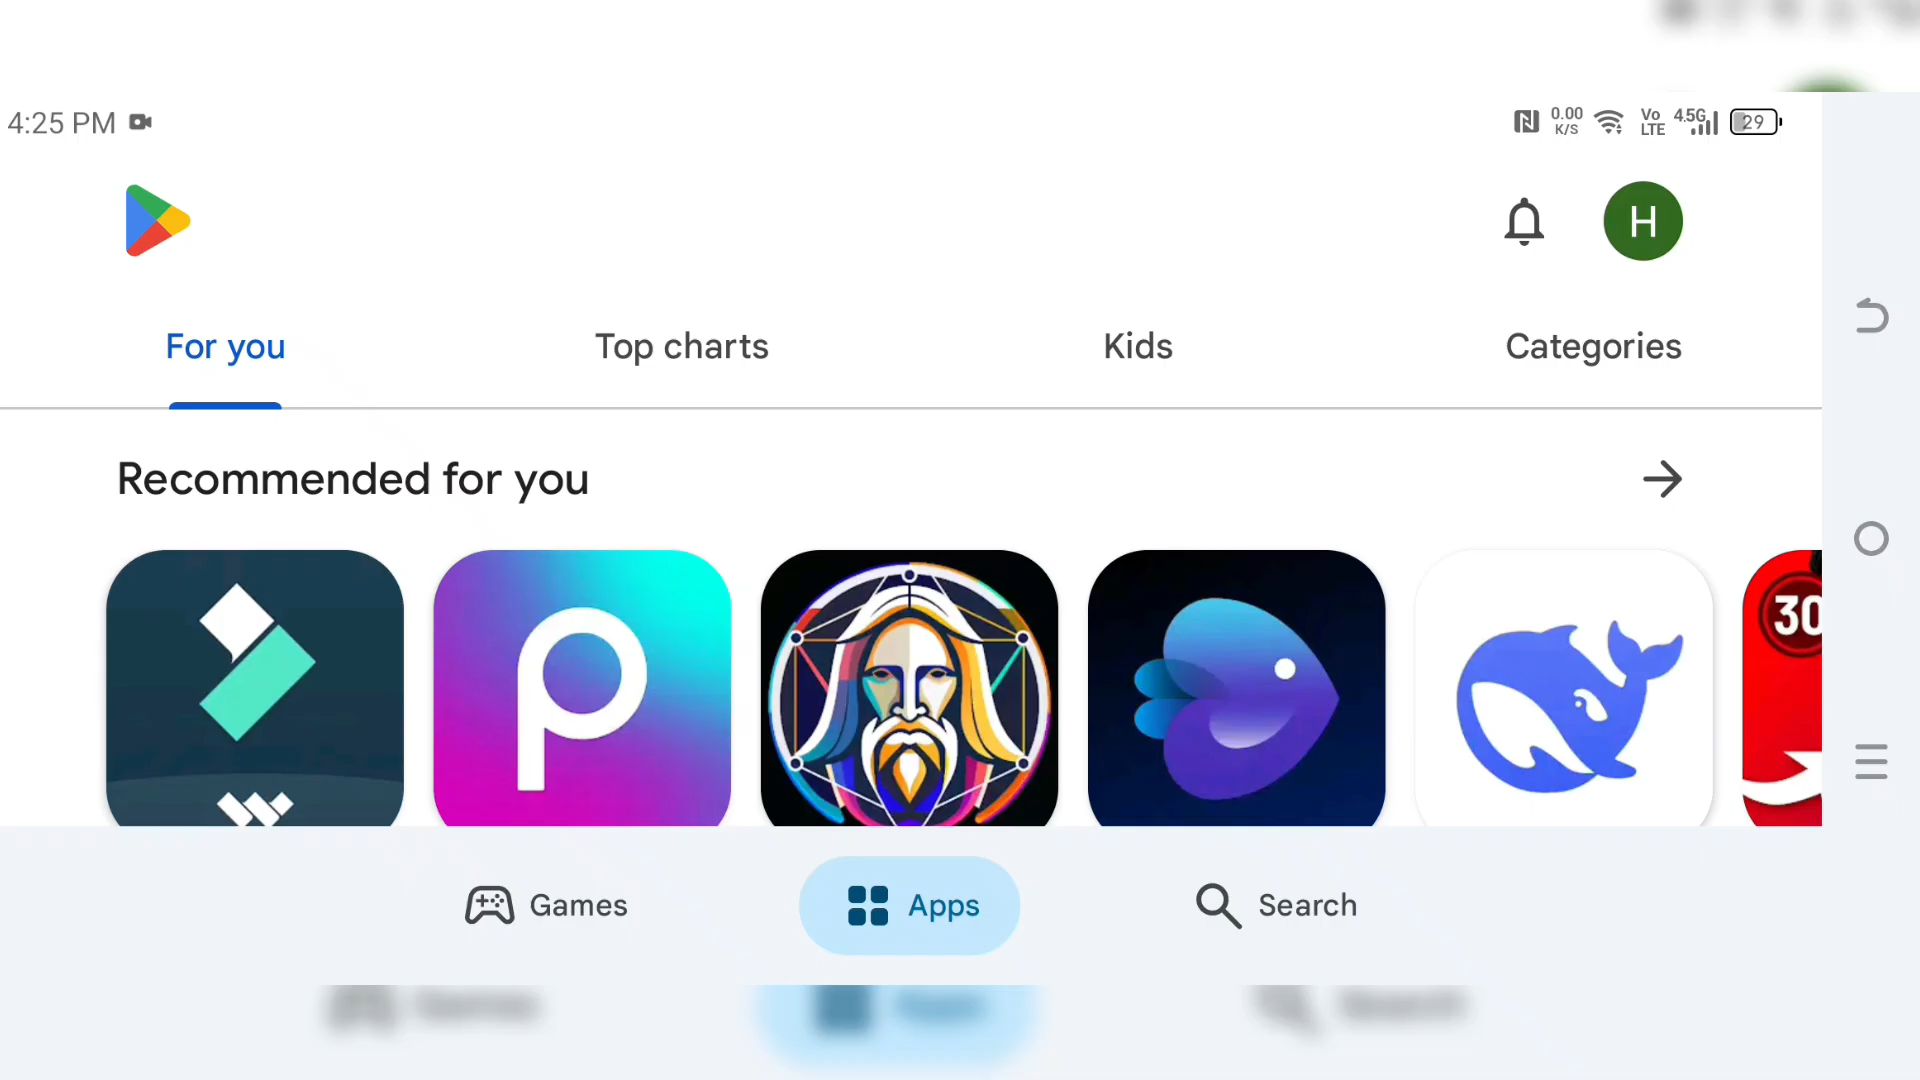 4:25 PM
0.00
K/S
Vo
LTE
4.5G
29
H
For you
Top charts
Kids
Categories
Recommended for you
30
Games
Apps
Search